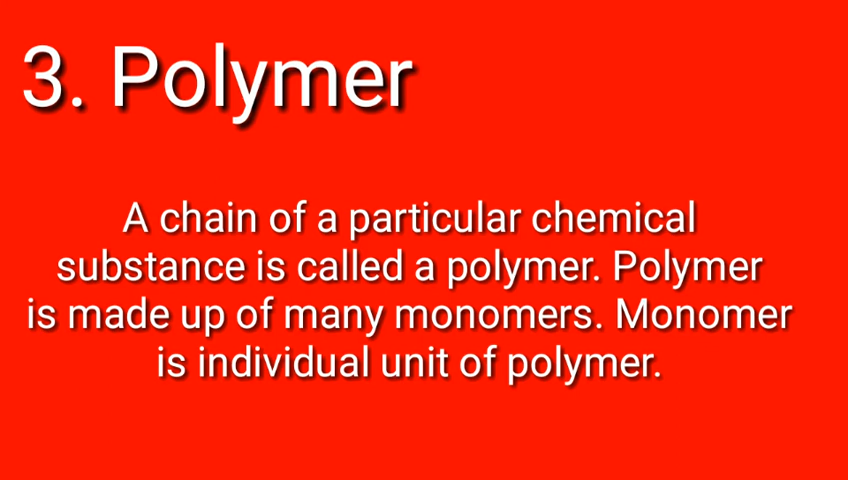 3. Polymer
A chain of a particular chemical
substance is called a polymer. Polymer
is made up of many monomers. Monomer
is individual unit of polymer.